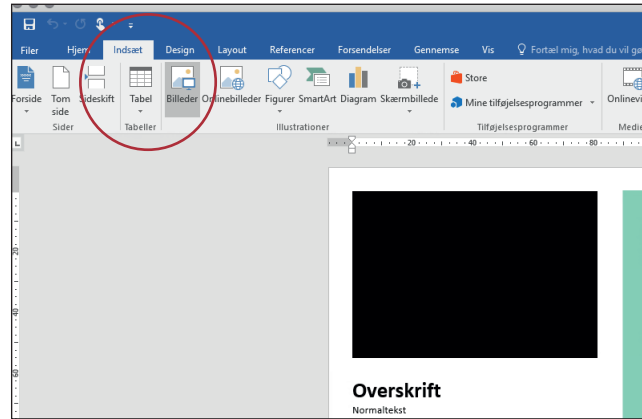 Filer Hjem Indsæt Design Layout Referencer Forsendelser Gennemse Vis Fortæl mig, hvad du vil gø
Forside Tom side Sideskift Tabel Billeder Onlinebilleder Figurer SmartArt Diagram Skærmbillede Store
Mine tilføjelsesprogrammer Onlinevi
Sider Tabeller Illustrationer Tilføjelsesprogrammer Medie
L 20 40 60 80
20
40
60
Overskrift
Normaltekst